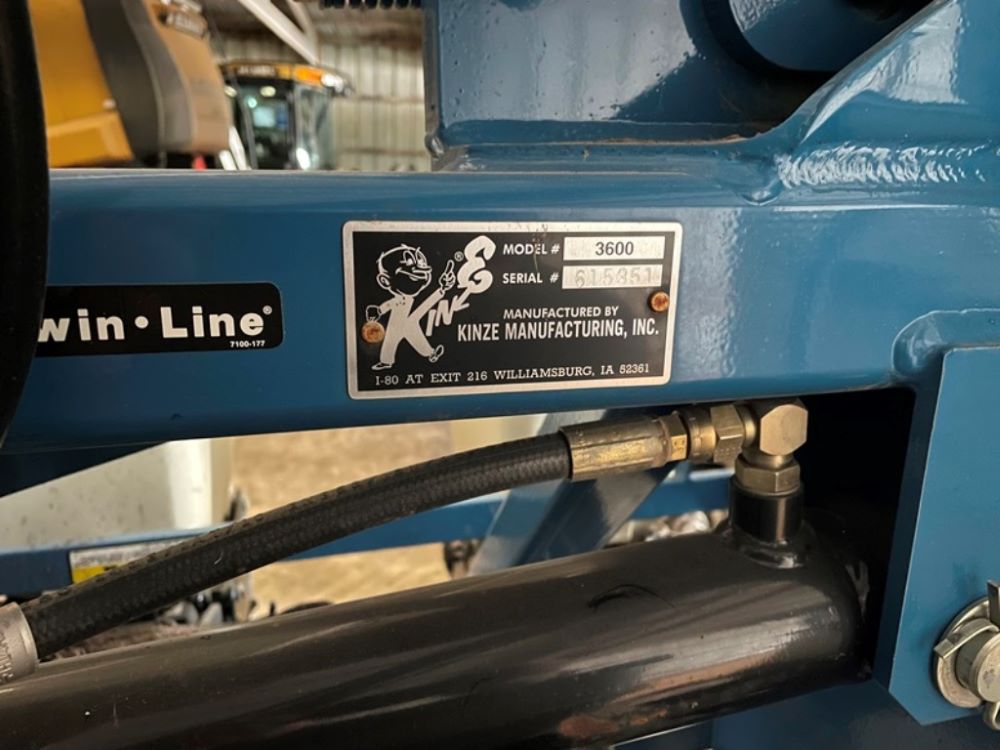 win • Line®
7100-177
KINZE®
MODEL # 3600
SERIAL # 615851
MANUFACTURED BY
KINZE MANUFACTURING, INC.
I-80 AT EXIT 216 WILLIAMSBURG, IA 52361